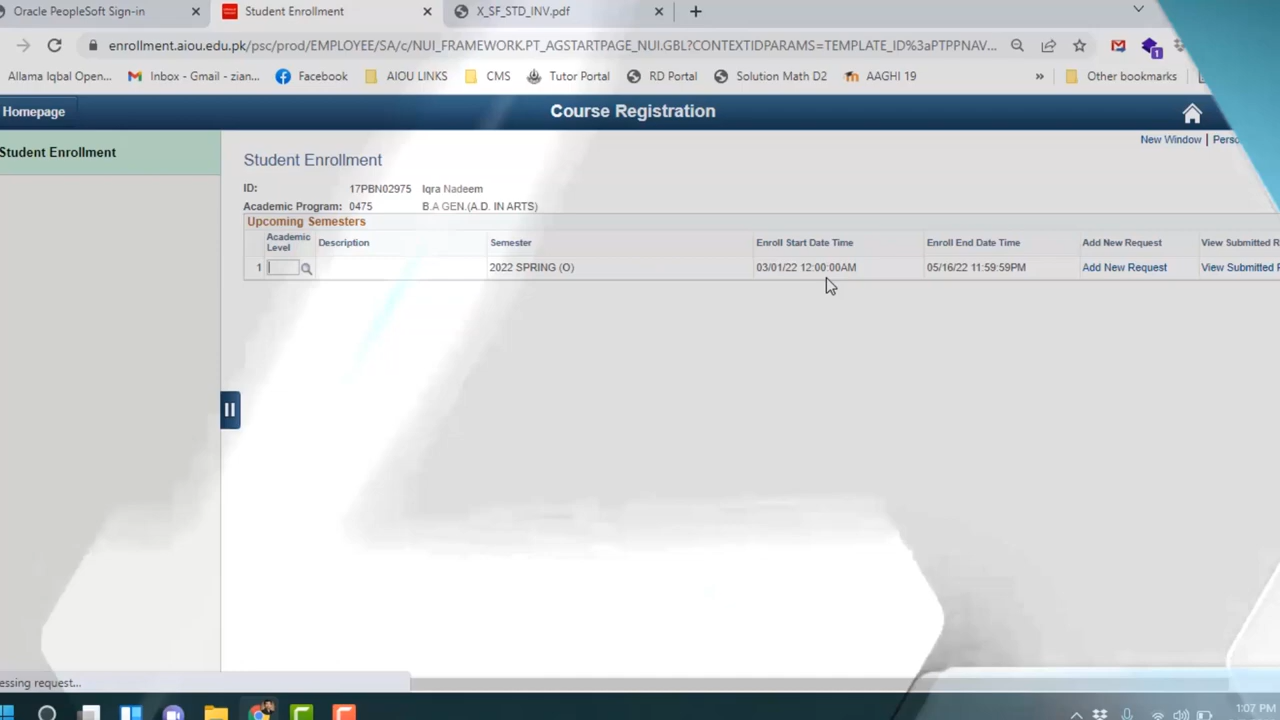 Oracle PeopleSoft Sign-in
Student Enrollment
X_SF_STD_INV.pdf
enrollment.aiou.edu.pk/psc/prod/EMPLOYEE/SA/c/NUI_FRAMEWORK.PT_AGSTARTPAGE_NUI.GBL?CONTEXTIDPARAMS=TEMPLATE_ID%3aPTPPNAV...
1
Allama Iqbal Open... Inbox - Gmail - zian... Facebook AIOU LINKS CMS Tutor Portal RD Portal Solution Math D2 AAGHI 19 » Other bookmarks
Homepage Course Registration
New Window |
Student Enrollment
Student Enrollment
ID: 17PBN02975 Iqra Nadeem
Academic Program: 0475 B.A GEN.(A.D. IN ARTS)
Upcoming Semesters
Academic Level Description Semester Enroll Start Date Time Enroll End Date Time Add New Request View Submitted R
1 2022 SPRING (O) 03/01/22 12:00:00AM 05/16/22 11:59:59PM Add New Request View Submitted F
essing request...
1:07 PM